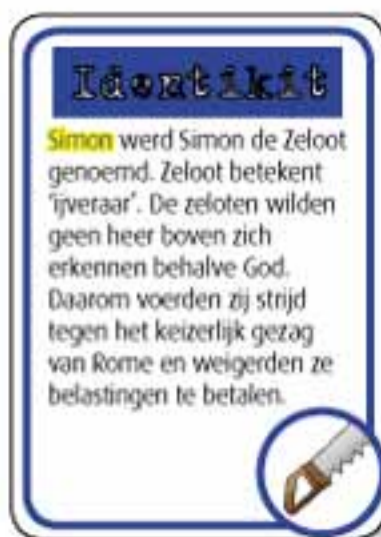 Identikit
Simon werd Simon de Zeloot
genoemd. Zeloot betekent
'ijveraar'. De zeloten wilden
geen heer boven zich
erkennen behalve God.
Daarom voerden zij strijd
tegen het keizerlijk gezag
van Rome en weigerden ze
belastingen te betalen.